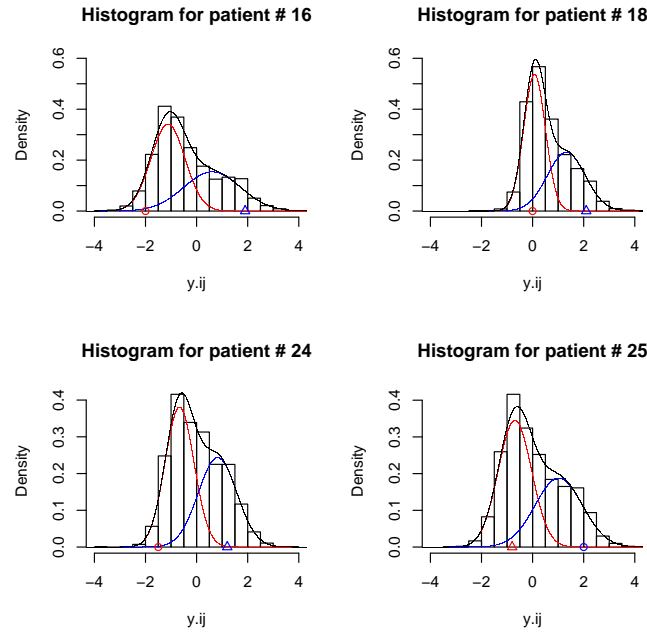 Histogram for patient # 16
Density
0.0 0.2 0.4 0.6
−4 −2 0 2 4
y.ij
Histogram for patient # 18
Density
0.0 0.2 0.4 0.6
−4 −2 0 2 4
y.ij
Histogram for patient # 24
Density
0.0 0.1 0.2 0.3 0.4
−4 −2 0 2 4
y.ij
Histogram for patient # 25
Density
0.0 0.1 0.2 0.3 0.4
−4 −2 0 2 4
y.ij